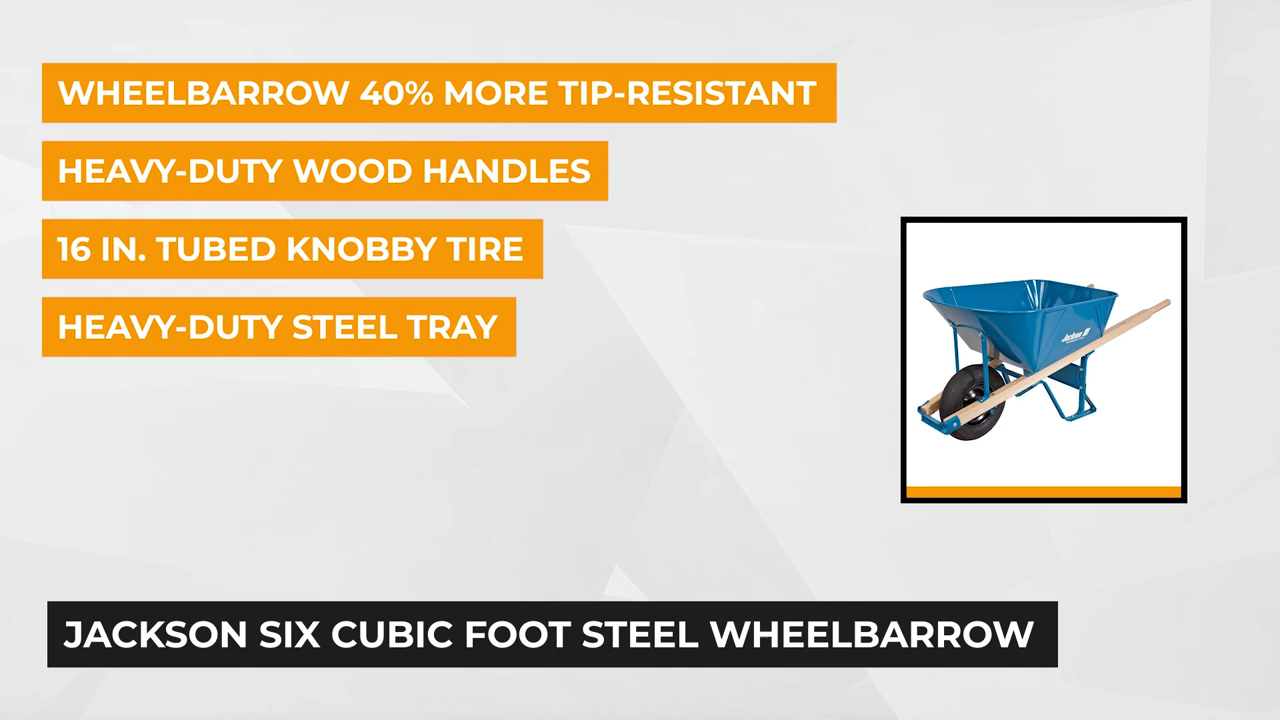 WHEELBARROW 40% MORE TIP-RESISTANT
HEAVY-DUTY WOOD HANDLES
16 IN. TUBED KNOBBY TIRE
HEAVY-DUTY STEEL TRAY
Jackson
JACKSON SIX CUBIC FOOT STEEL WHEELBARROW